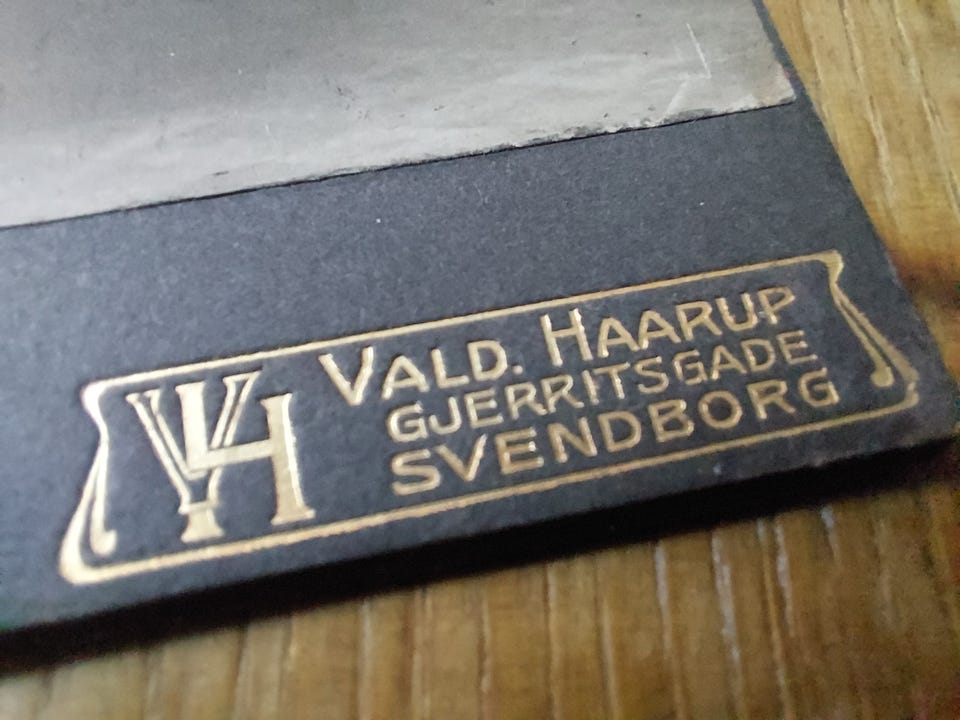 VH
VALD. HAARUP
GJERRITSGADE
SVENDBORG